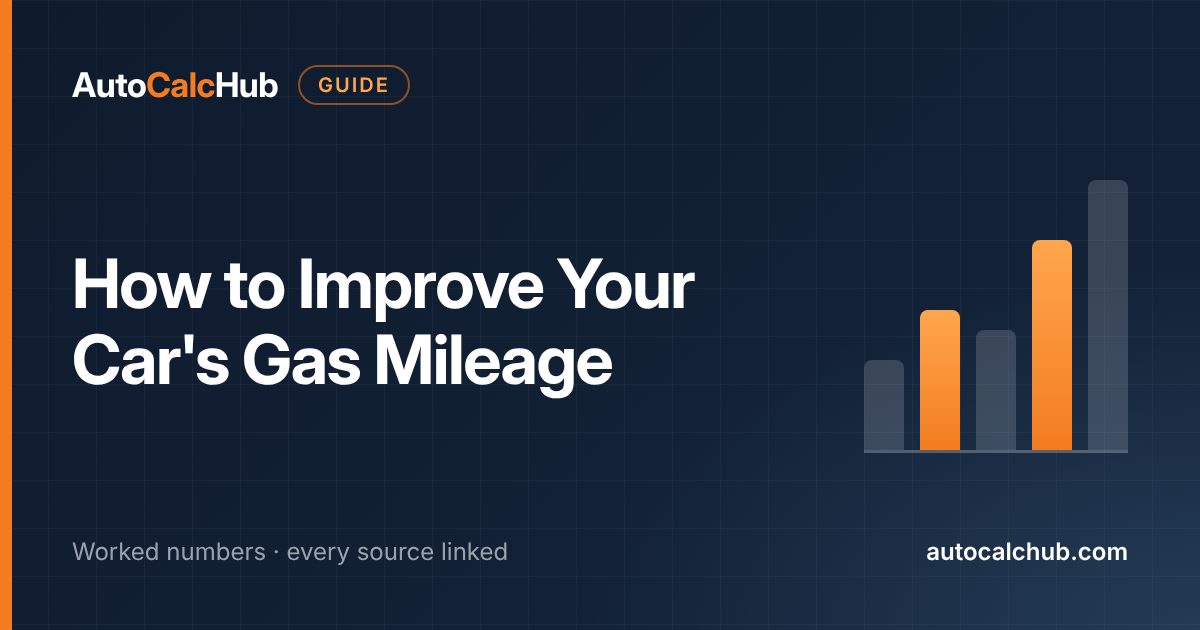 AutoCalcHub
GUIDE
How to Improve Your
Car's Gas Mileage
Worked numbers · every source linked
autocalchub.com